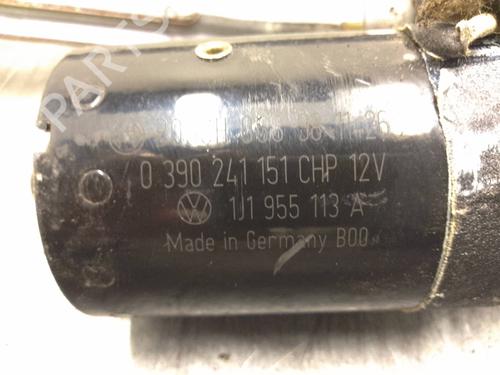 0 390 241 151 CHP 12V
1J1 955 113 A
Made in Germany B00